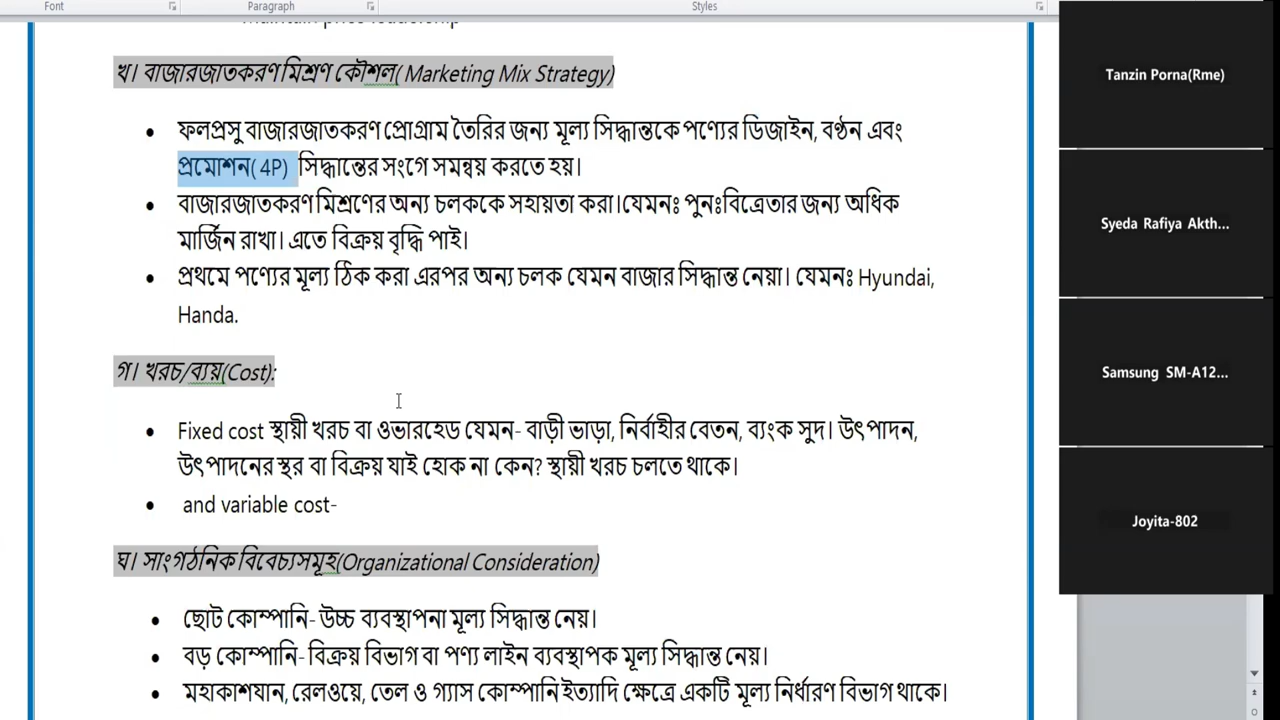 Font
Paragraph
Styles
Maintain price leadership
খ। বাজারজাতকরণ মিশ্রণ কৌশল( Marketing Mix Strategy)
• ফলপ্রসু বাজারজাতকরণ প্রোগ্রাম তৈরির জন্য মূল্য সিদ্ধান্তকে পণ্যের ডিজাইন, বণ্ঠন এবং
প্রমোশন( 4P) সিদ্ধান্তের সংগে সমন্বয় করতে হয়।
• বাজারজাতকরণ মিশ্রণের অন্য চলককে সহায়তা করা।যেমনঃ পুনঃবিত্রেতার জন্য অধিক
মার্জিন রাখা। এতে বিক্রয় বৃদ্ধি পাই।
• প্রথমে পণ্যের মূল্য ঠিক করা এরপর অন্য চলক যেমন বাজার সিদ্ধান্ত নেয়া। যেমনঃ Hyundai,
Handa.
গ। খরচ/ব্যয়(Cost):
• Fixed cost স্থায়ী খরচ বা ওভারহেড যেমন- বাড়ী ভাড়া, নির্বাহীর বেতন, ব্যংক সুদ। উৎপাদন,
উৎপাদনের স্থর বা বিক্রয় যাই হোক না কেন? স্থায়ী খরচ চলতে থাকে।
• and variable cost-
ঘ। সাংগঠনিক বিবেচ্যসমূহ(Organizational Consideration)
• ছোট কোম্পানি- উচ্চ ব্যবস্থাপনা মূল্য সিদ্ধান্ত নেয়।
• বড় কোম্পানি- বিক্রয় বিভাগ বা পণ্য লাইন ব্যবস্থাপক মূল্য সিদ্ধান্ত নেয়।
• মহাকাশযান, রেলওয়ে, তেল ও গ্যাস কোম্পানি ইত্যাদি ক্ষেত্রে একটি মূল্য নির্ধারণ বিভাগ থাকে।
Tanzin Porna(Rme)
Syeda Rafiya Akth...
Samsung SM-A12...
Joyita-802